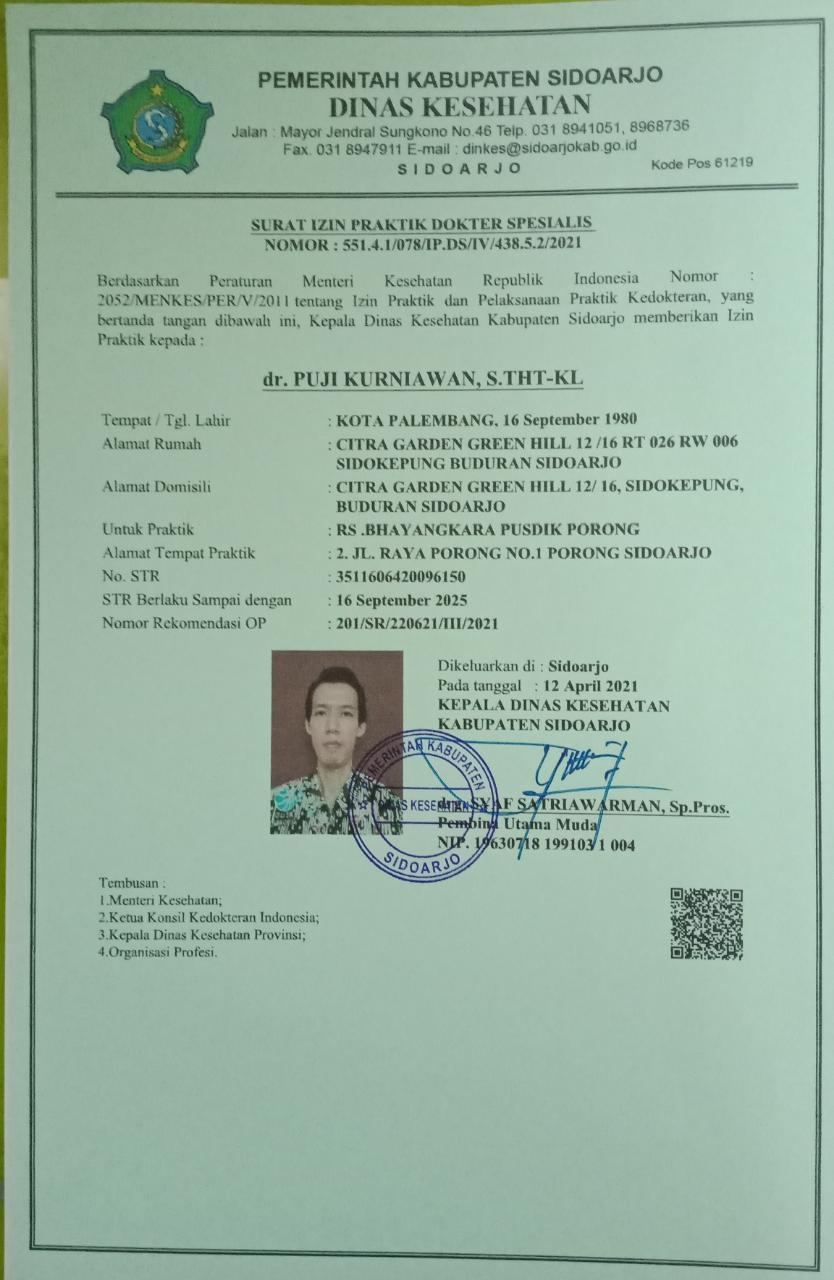 PEMERINTAH KABUPATEN SIDOARJO
DINAS KESEHATAN
Jalan : Mayor Jendral Sungkono No.46 Telp. 031 8941051, 8968736
Fax. 031 8947911 E-mail : dinkes@sidoarjokab.go.id
SIDOARJO
Kode Pos 61219
SURAT IZIN PRAKTIK DOKTER SPESIALIS
NOMOR : 551.4.1/078/IP.DS/IV/438.5.2/2021
Berdasarkan Peraturan Menteri Kesehatan Republik Indonesia Nomor :
2052/MENKES/PER/V/2011 tentang Izin Praktik dan Pelaksanaan Praktik Kedokteran, yang
bertanda tangan dibawah ini, Kepala Dinas Kesehatan Kabupaten Sidoarjo memberikan Izin
Praktik kepada :
dr. PUJI KURNIAWAN, S.THT-KL
Tempat / Tgl. Lahir : KOTA PALEMBANG, 16 September 1980
Alamat Rumah : CITRA GARDEN GREEN HILL 12 /16 RT 026 RW 006
SIDOKEPUNG BUDURAN SIDOARJO
Alamat Domisili : CITRA GARDEN GREEN HILL 12/ 16, SIDOKEPUNG,
BUDURAN SIDOARJO
Untuk Praktik : RS .BHAYANGKARA PUSDIK PORONG
Alamat Tempat Praktik : 2. JL. RAYA PORONG NO.1 PORONG SIDOARJO
No. STR : 3511606420096150
STR Berlaku Sampai dengan : 16 September 2025
Nomor Rekomendasi OP : 201/SR/220621/III/2021
Dikeluarkan di : Sidoarjo
Pada tanggal : 12 April 2021
KEPALA DINAS KESEHATAN
KABUPATEN SIDOARJO
PEMERINTAH KABUPATEN
DINAS KESEHATAN
SIDOARJO
drg. SYAF SATRIAWARMAN, Sp.Pros.
Pembina Utama Muda
NIP. 19630718 199103 1 004
Tembusan :
1.Menteri Kesehatan;
2.Ketua Konsil Kedokteran Indonesia;
3.Kepala Dinas Kesehatan Provinsi;
4.Organisasi Profesi.